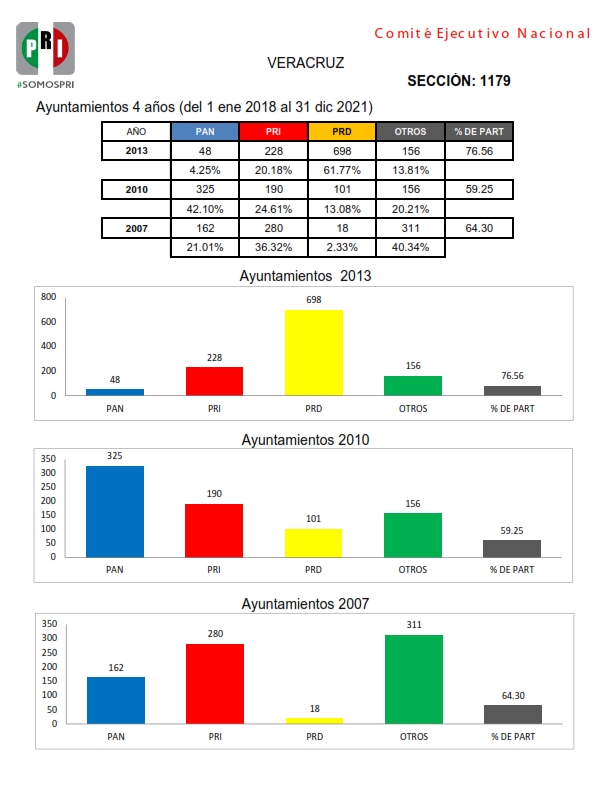 Comité Ejecutivo Nacional
PRI
#SOMOSPRI
VERACRUZ
SECCIÓN: 1179
Ayuntamientos 4 años (del 1 ene 2018 al 31 dic 2021)
AÑO PAN PRI PRD OTROS % DE PART
2013 48 228 698 156 76.56
4.25% 20.18% 61.77% 13.81%
2010 325 190 101 156 59.25
42.10% 24.61% 13.08% 20.21%
2007 162 280 18 311 64.30
21.01% 36.32% 2.33% 40.34%
Ayuntamientos 2013
800
600
400
200
0
48 228 698 156 76.56
PAN PRI PRD OTROS % DE PART
Ayuntamientos 2010
350
300
250
200
150
100
50
0
325 190 101 156 59.25
PAN PRI PRD OTROS % DE PART
Ayuntamientos 2007
350
300
250
200
150
100
50
0
162 280 18 311 64.30
PAN PRI PRD OTROS % DE PART